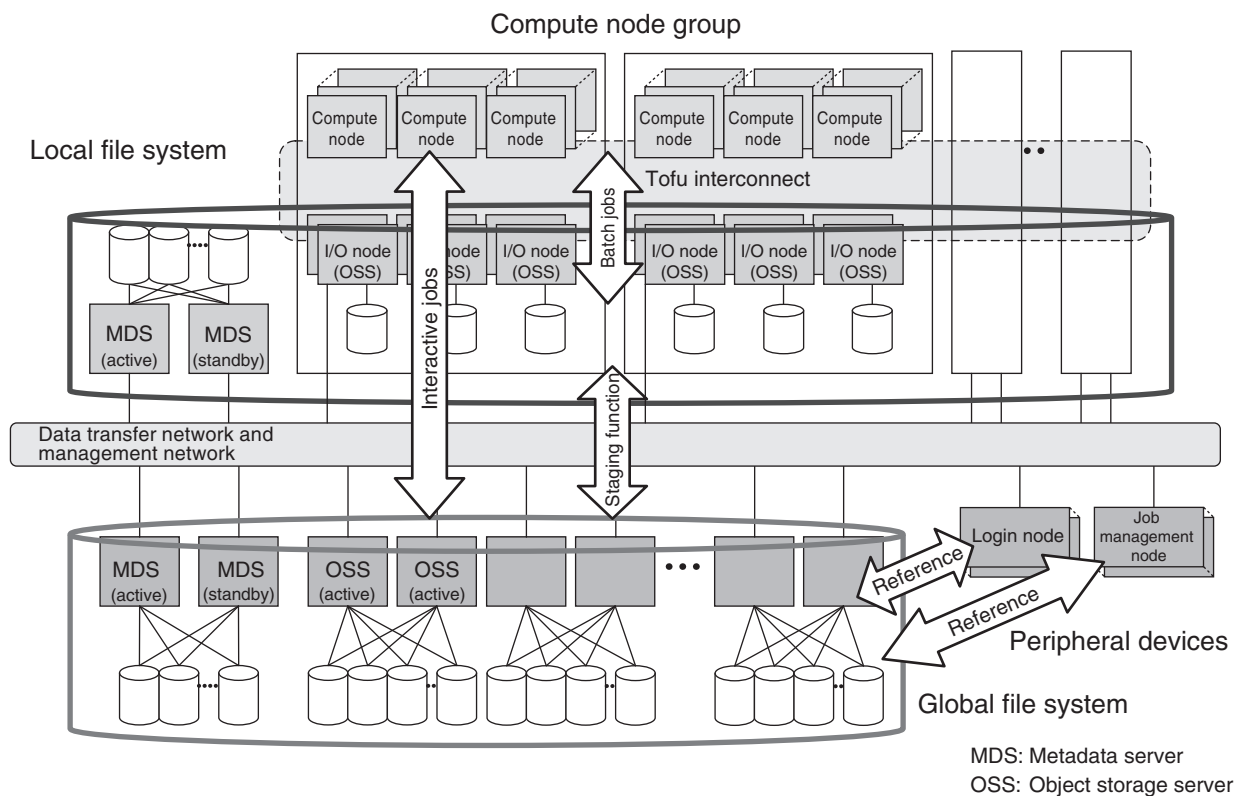 Compute node group
Compute
node
Compute
node
Compute
node
Compute
node
Compute
node
Compute
node
Local file system
Tofu interconnect
Batch jobs
I/O node
(OSS)
I/O node
(OSS)
I/O node
(OSS)
I/O node
(OSS)
I/O node
(OSS)
I/O node
(OSS)
MDS
(active)
MDS
(standby)
Interactive jobs
Staging function
Data transfer network and
management network
MDS
(active)
MDS
(standby)
OSS
(active)
OSS
(active)
Login node
Job
management
node
Reference
Reference
Peripheral devices
Global file system
MDS: Metadata server
OSS: Object storage server